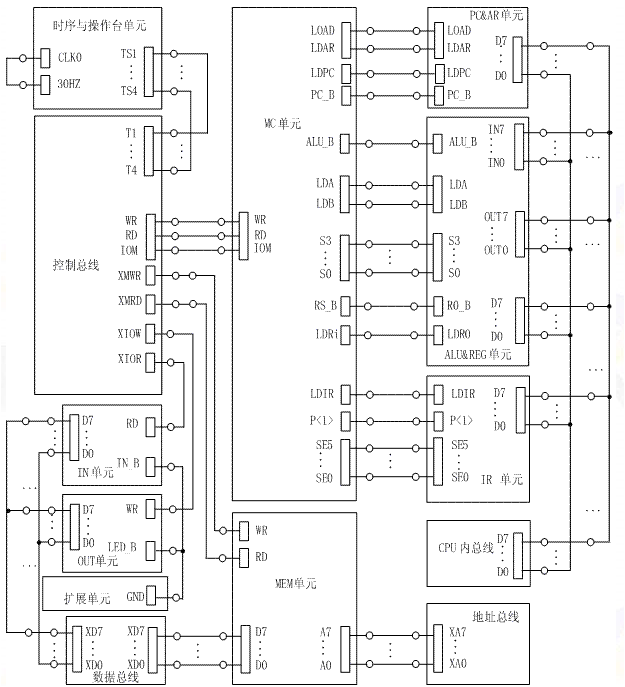 时序与操作台单元
CLK0
30HZ
TS1
TS4
控制总线
T1
T4
WR
RD
IOM
XMWR
XMRD
XIOW
XIOR
IN单元
D7
D0
RD
IN_B
OUT单元
D7
D0
WR
LED_B
扩展单元
GND
数据总线
XD7
XD0
XD7
XD0
MC单元
WR
RD
IOM
LOAD
LDAR
LDPC
PC_B
ALU_B
LDA
LDB
S3
S0
RS_B
LDRi
LDIR
P<1>
SE5
SE0
MEM单元
WR
RD
D7
D0
A7
A0
PC&AR单元
LOAD
LDAR
LDPC
PC_B
D7
D0
ALU_B
LDA
LDB
S3
S0
R0_B
LDR0
IN7
IN0
OUT7
OUT0
D7
D0
ALU&REG单元
LDIR
P<1>
SE5
SE0
D7
D0
IR 单元
CPU内总线
D7
D0
地址总线
XA7
XA0